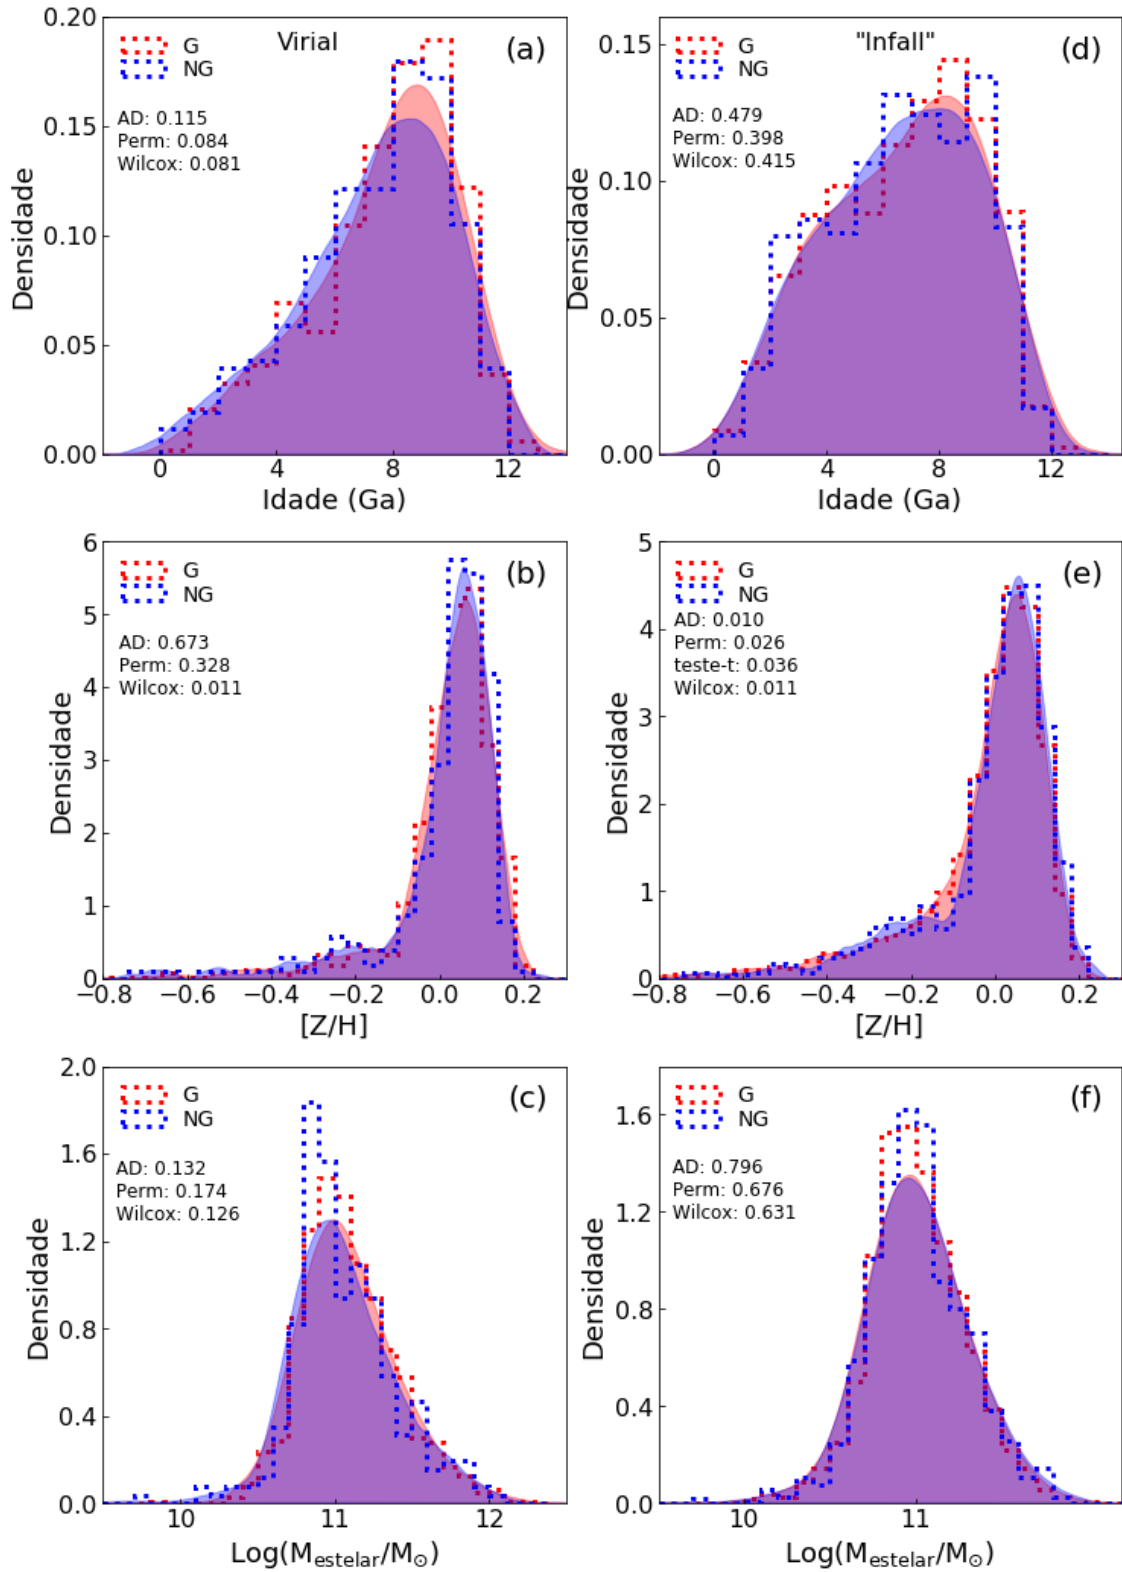 Virial
(a)
G
NG
AD: 0.115
Perm: 0.084
Wilcox: 0.081
Densidade
0.20
0.15
0.10
0.05
0.00
0 4 8 12
Idade (Ga)
"Infall"
(d)
G
NG
AD: 0.479
Perm: 0.398
Wilcox: 0.415
Densidade
0.15
0.10
0.05
0.00
0 4 8 12
Idade (Ga)
(b)
G
NG
AD: 0.673
Perm: 0.328
Wilcox: 0.011
Densidade
6
5
4
3
2
1
0
−0.8 −0.6 −0.4 −0.2 0.0 0.2
[Z/H]
(e)
G
NG
AD: 0.010
Perm: 0.026
teste-t: 0.036
Wilcox: 0.011
Densidade
5
4
3
2
1
0
−0.8 −0.6 −0.4 −0.2 0.0 0.2
[Z/H]
(c)
G
NG
AD: 0.132
Perm: 0.174
Wilcox: 0.126
Densidade
2.0
1.6
1.2
0.8
0.4
0.0
10 11 12
Log(M_estelar/M_⊙)
(f)
G
NG
AD: 0.796
Perm: 0.676
Wilcox: 0.631
Densidade
1.6
1.2
0.8
0.4
0.0
10 11
Log(M_estelar/M_⊙)